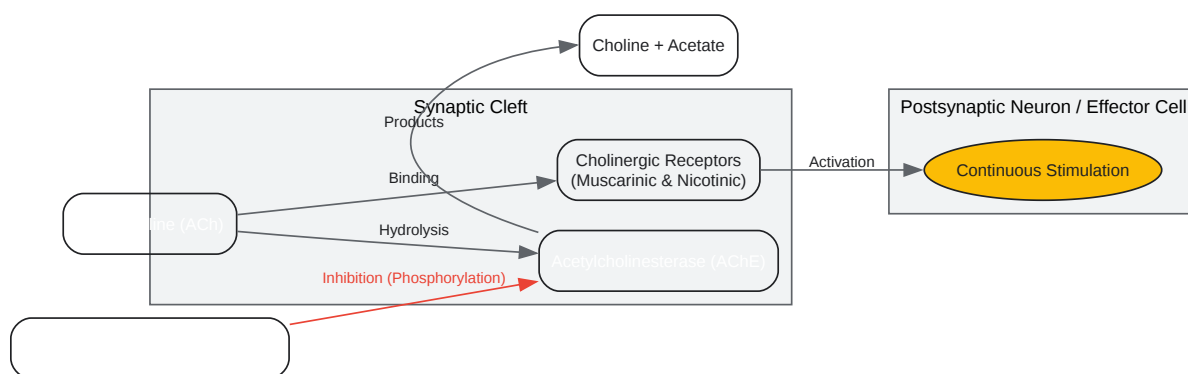 Choline + Acetate
Synaptic Cleft
Products
Postsynaptic Neuron / Effector Cell
Cholinergic Receptors
(Muscarinic & Nicotinic)
Activation
Continuous Stimulation
Binding
line (ACh)
Hydrolysis
Acetylcholinesterase (AChE)
Inhibition (Phosphorylation)